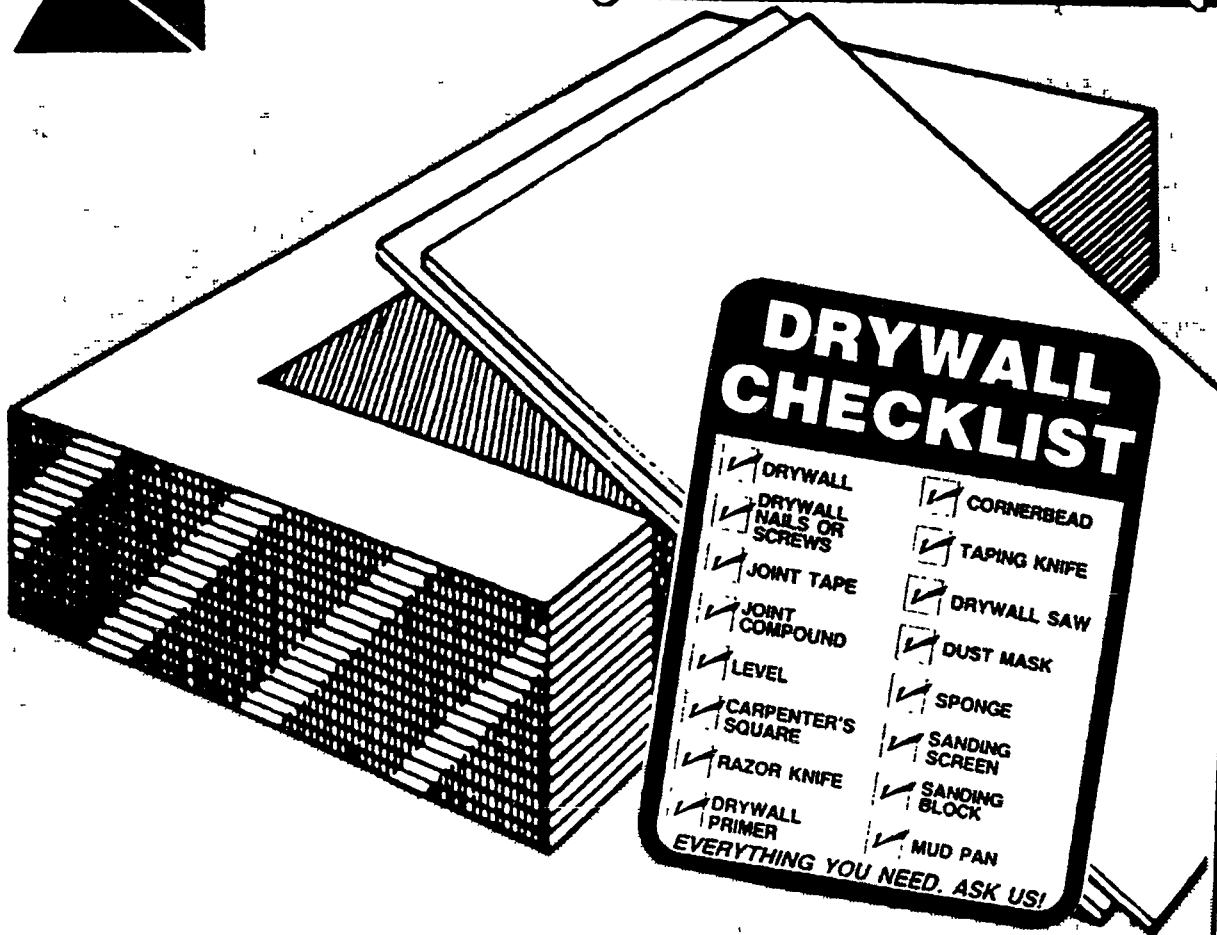 DRYWALL
CHECKLIST
DRYWALL
DRYWALL
NAILS OR
SCREWS
JOINT TAPE
JOINT
COMPOUND
LEVEL
CARPENTER'S
SQUARE
RAZOR KNIFE
DRYWALL
PRIMER
CORNERBEAD
TAPING KNIFE
DRYWALL SAW
DUST MASK
SPONGE
SANDING
SCREEN
SANDING
BLOCK
MUD PAN
EVERYTHING YOU NEED. ASK US!